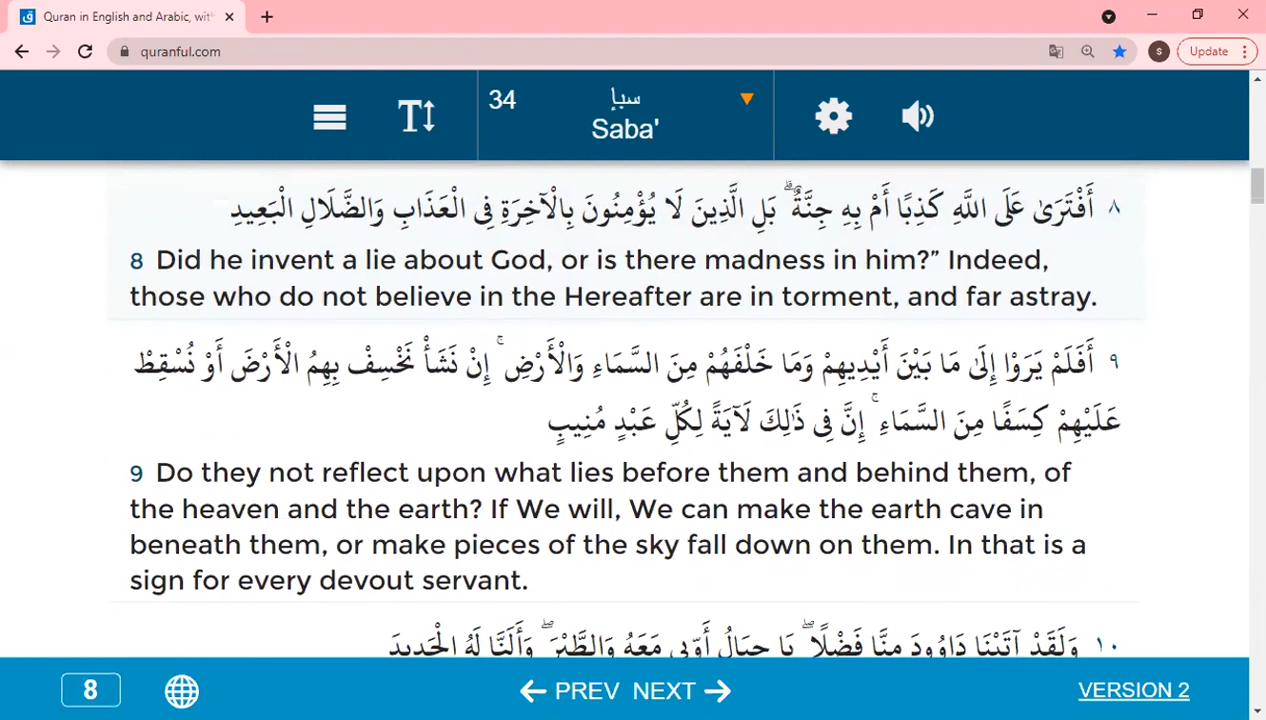 Quran in English and Arabic, with
quranful.com
S
Update
34
سبإ
Saba'
٨ أَفْتَرَىٰ عَلَى اللَّهِ كَذِبًا أَمْ بِهِ جِنَّةٌ ۗ بَلِ الَّذِينَ لَا يُؤْمِنُونَ بِالْآخِرَةِ فِي الْعَذَابِ وَالضَّلَالِ الْبَعِيدِ
8 Did he invent a lie about God, or is there madness in him?” Indeed,
those who do not believe in the Hereafter are in torment, and far astray.
٩ أَفَلَمْ يَرَوْا إِلَىٰ مَا بَيْنَ أَيْدِيهِمْ وَمَا خَلْفَهُمْ مِنَ السَّمَاءِ وَالْأَرْضِ ۚ إِنْ نَشَأْ نَخْسِفْ بِهِمُ الْأَرْضَ أَوْ نُسْقِطْ
عَلَيْهِمْ كِسَفًا مِنَ السَّمَاءِ ۚ إِنَّ فِي ذَٰلِكَ لَآيَةً لِكُلِّ عَبْدٍ مُنِيبٍ
9 Do they not reflect upon what lies before them and behind them, of
the heaven and the earth? If We will, We can make the earth cave in
beneath them, or make pieces of the sky fall down on them. In that is a
sign for every devout servant.
١٠ وَلَقَدْ آتَيْنَا دَاوُودَ مِنَّا فَضْلًا ۖ يَا جِبَالُ أَوِّبِي مَعَهُ وَالطَّيْرَ ۖ وَأَلَنَّا لَهُ الْحَدِيدَ
8
PREV NEXT
VERSION 2